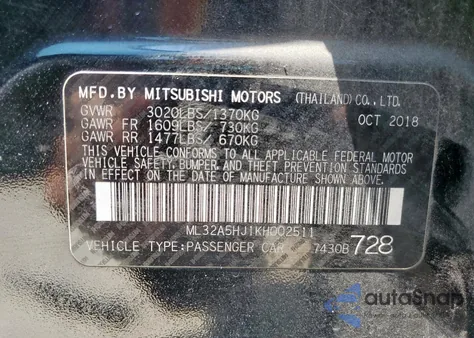 MFD.BY MITSUBISHI MOTORS (THAILAND)CO.,LTD.
GVWR 3020LBS/1370KG OCT 2018
GAWR FR 1609LBS/ 730KG
GAWR RR 1477LBS/ 670KG
THIS VEHICLE CONFORMS TO ALL APPLICABLE FEDERAL MOTOR
VEHICLE SAFETY,BUMPER AND THEFT PREVENTION STANDARDS
IN EFFECT ON THE DATE OF MANUFACTURE SHOWN ABOVE.
ML32A5HJ1KH002511
VEHICLE TYPE:PASSENGER CAR 7430B 728
autoSnap